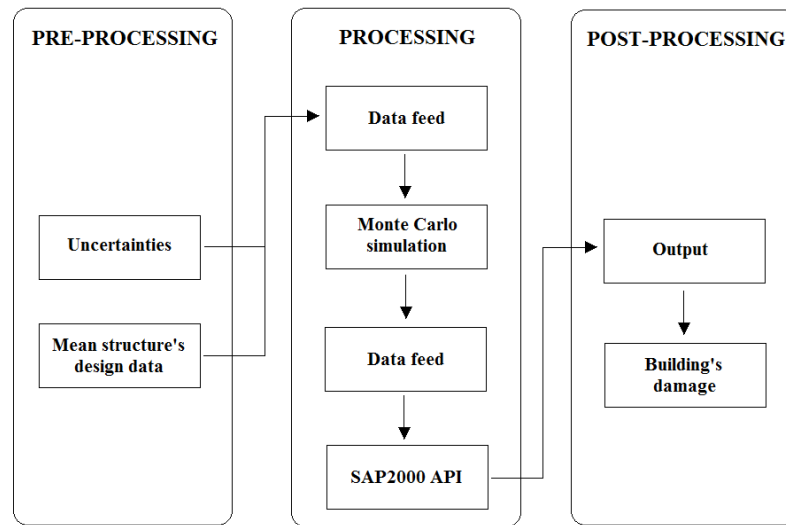 PRE-PROCESSING
Uncertainties
Mean structure's
design data
PROCESSING
Data feed
Monte Carlo
simulation
Data feed
SAP2000 API
POST-PROCESSING
Output
Building's
damage